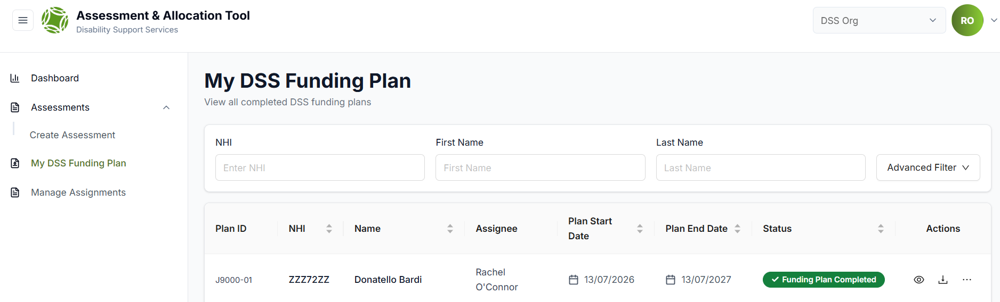 Assessment & Allocation Tool
Disability Support Services
DSS Org
RO
Dashboard
Assessments
Create Assessment
My DSS Funding Plan
Manage Assignments
My DSS Funding Plan
View all completed DSS funding plans
NHI
First Name
Last Name
Enter NHI
First Name
Last Name
Advanced Filter
Plan ID
NHI
Name
Assignee
Plan Start
Date
Plan End Date
Status
Actions
J9000-01
ZZZ72ZZ
Donatello Bardi
Rachel
O'Connor
13/07/2026
13/07/2027
Funding Plan Completed